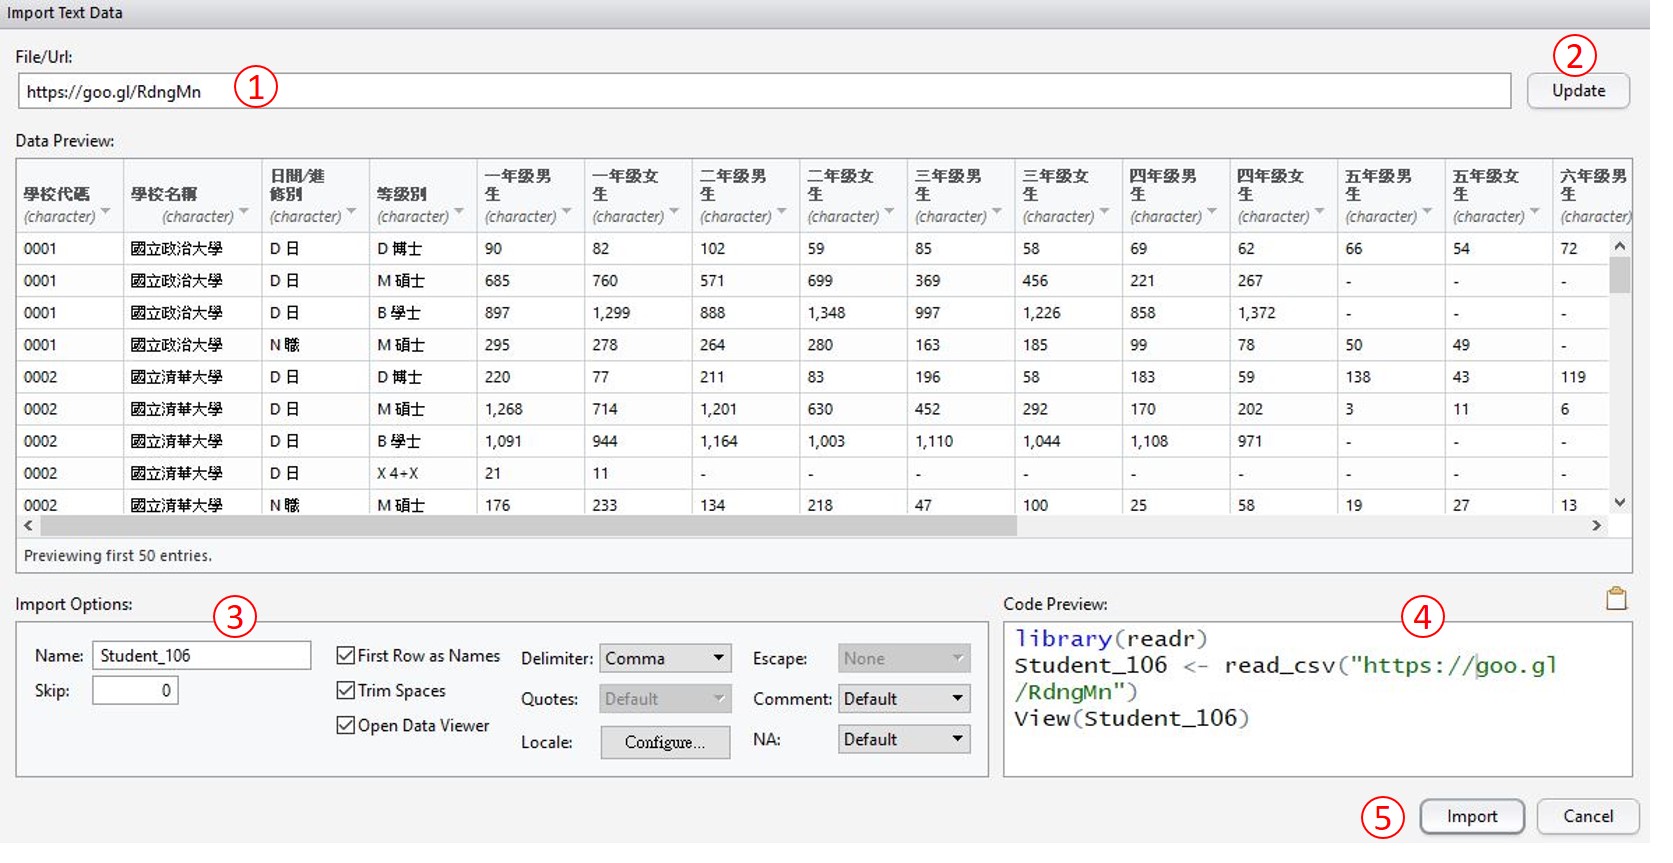 Import Text Data
File/Url:
https://goo.gl/RdngMn
①
②
Update
Data Preview:
學校代碼 (character) 學校名稱 (character) 日間/進修別 (character) 等級別 (character) 一年級男生 (character) 一年級女生 (character) 二年級男生 (character) 二年級女生 (character) 三年級男生 (character) 三年級女生 (character) 四年級男生 (character) 四年級女生 (character) 五年級男生 (character) 五年級女生 (character) 六年級男生 (character)
0001 國立政治大學 D 日 D 博士 90 82 102 59 85 58 69 62 66 54 72
0001 國立政治大學 D 日 M 碩士 685 760 571 699 369 456 221 267 - - -
0001 國立政治大學 D 日 B 學士 897 1,299 888 1,348 997 1,226 858 1,372 - - -
0001 國立政治大學 N 職 M 碩士 295 278 264 280 163 185 99 78 50 49 -
0002 國立清華大學 D 日 D 博士 220 77 211 83 196 58 183 59 138 43 119
0002 國立清華大學 D 日 M 碩士 1,268 714 1,201 630 452 292 170 202 3 11 6
0002 國立清華大學 D 日 B 學士 1,091 944 1,164 1,003 1,110 1,044 1,108 971 - - -
0002 國立清華大學 D 日 X 4+X 21 11 - - - - - - - - -
0002 國立清華大學 N 職 M 碩士 176 233 134 218 47 100 25 58 19 27 13
Previewing first 50 entries.
Import Options:
③
Name: Student_106
Skip: 0
First Row as Names
Trim Spaces
Open Data Viewer
Delimiter: Comma
Quotes: Default
Locale: Configure...
Escape: None
Comment: Default
NA: Default
Code Preview:
④
library(readr)
Student_106 <- read_csv("https://goo.gl
/RdngMn")
View(Student_106)
⑤
Import
Cancel